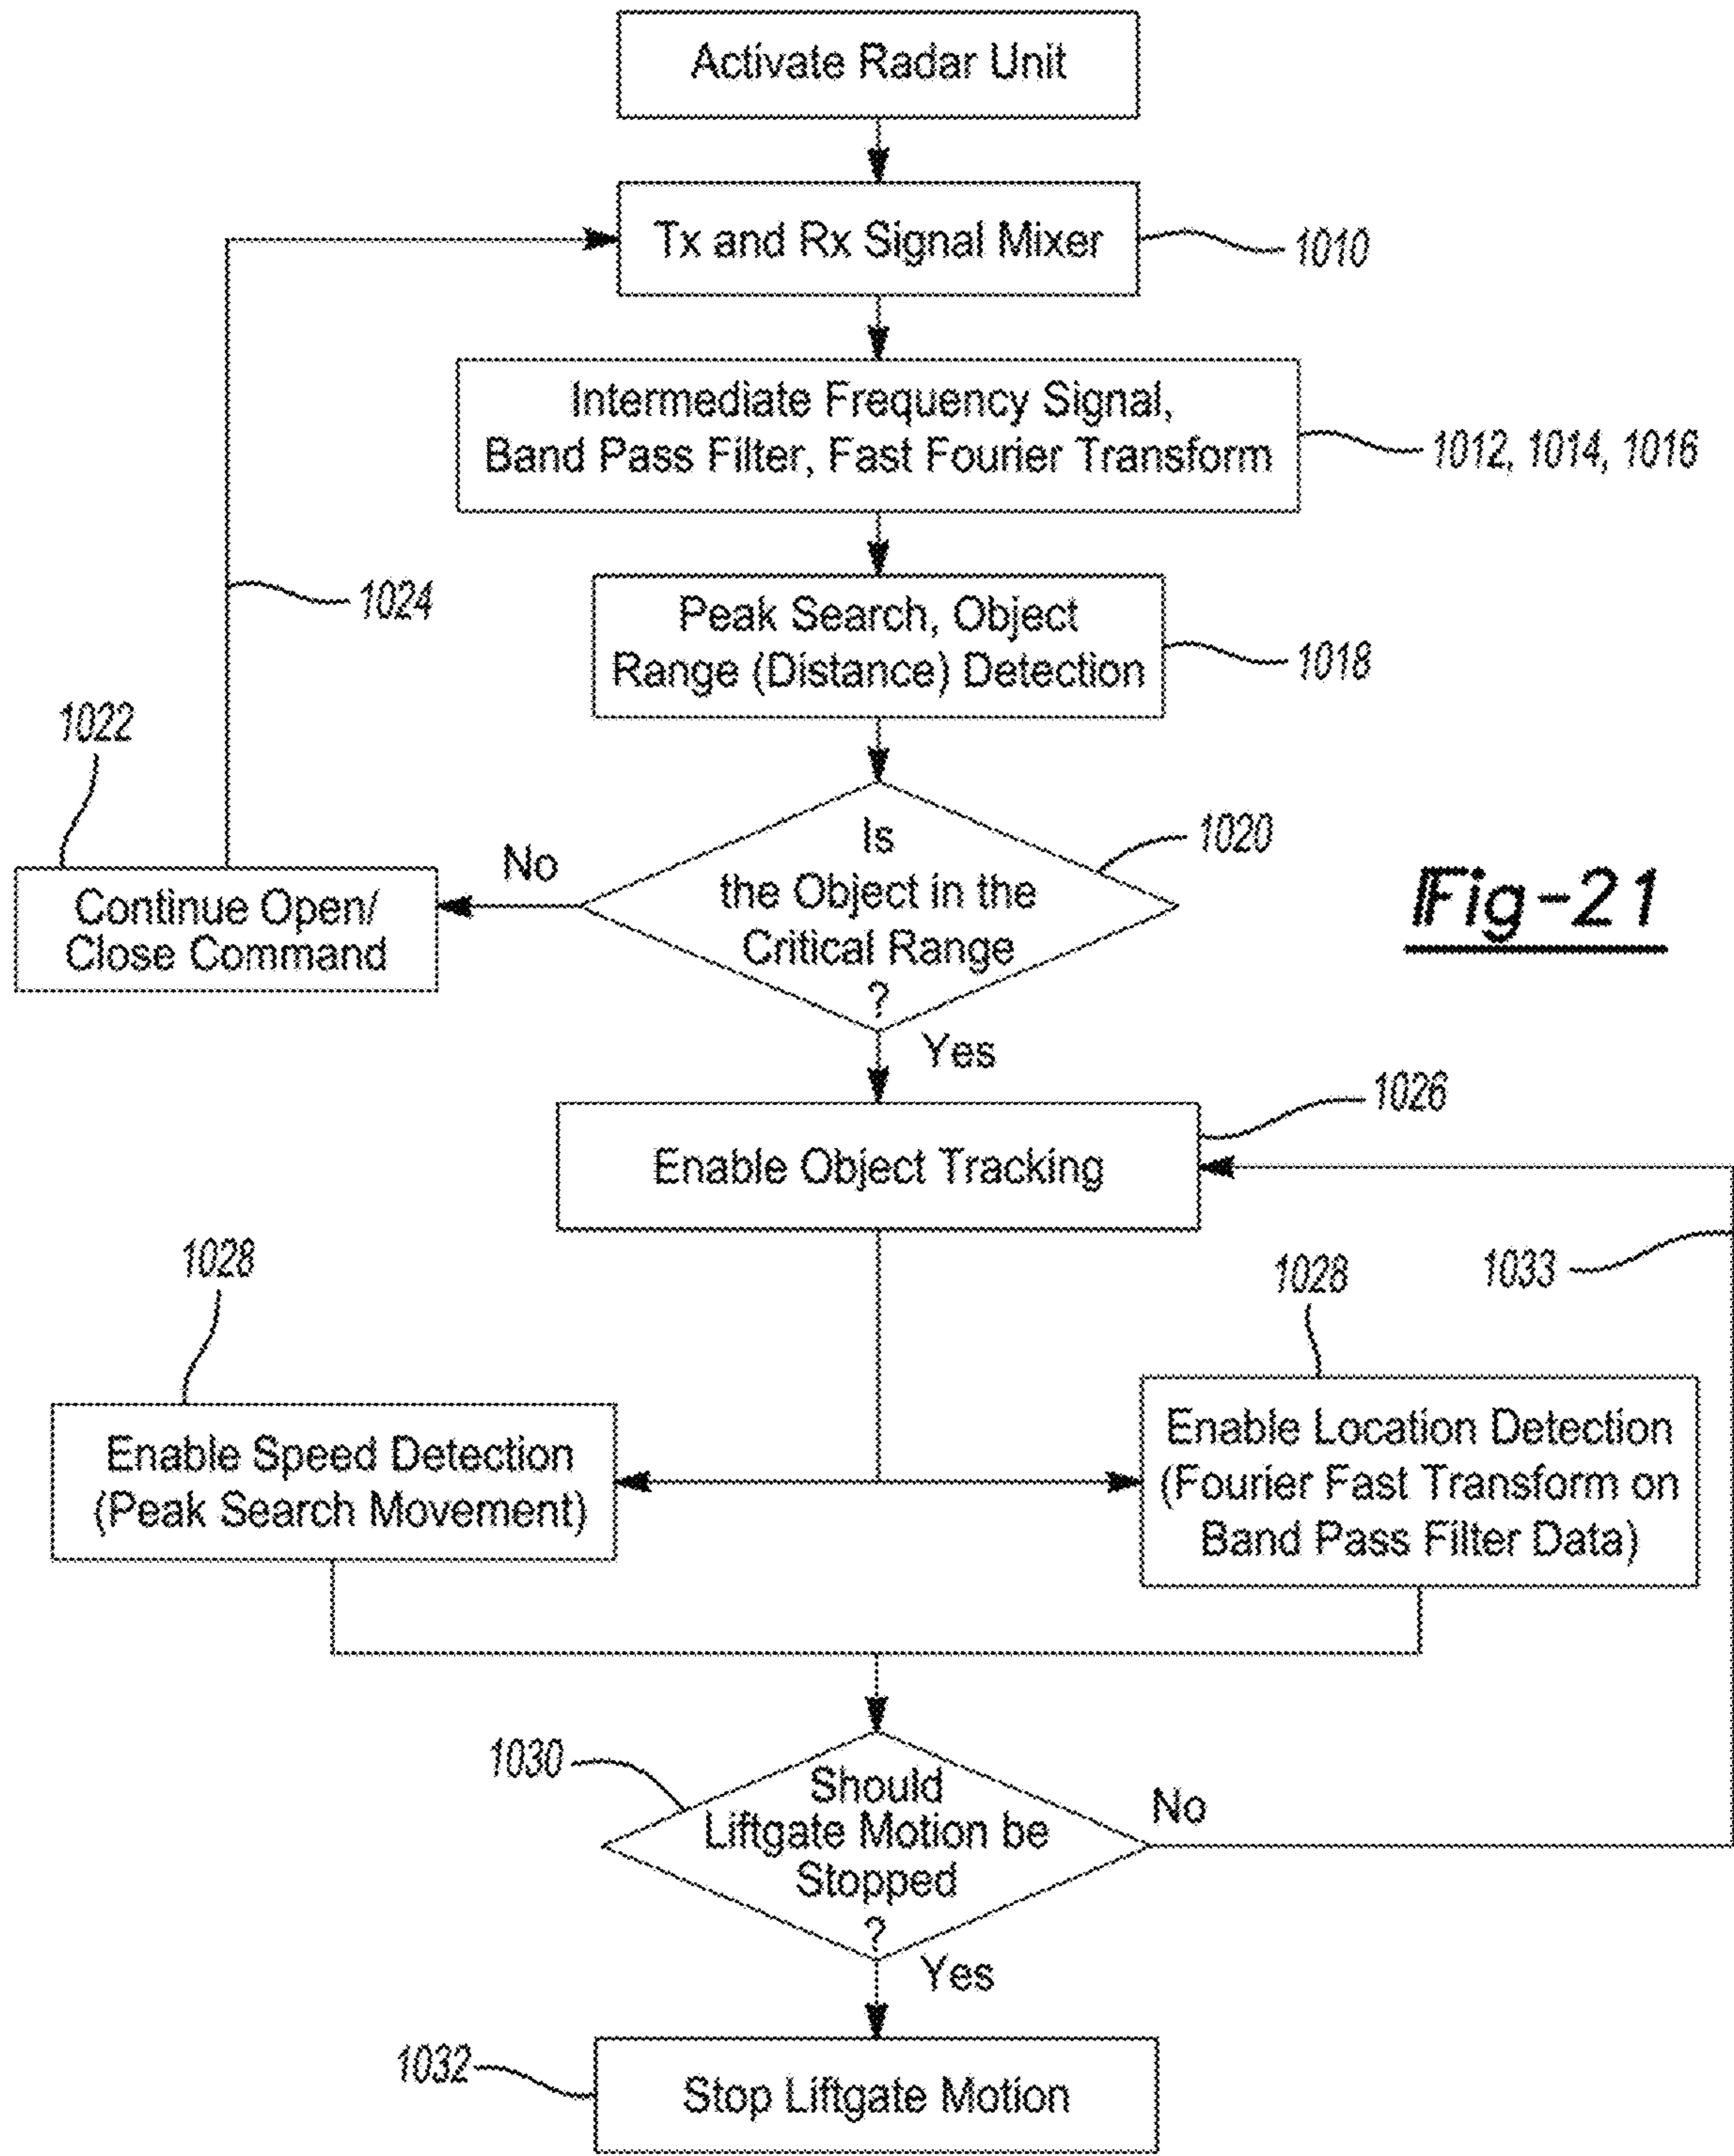 Activate Radar Unit
Tx and Rx Signal Mixer
1010
Intermediate Frequency Signal,
Band Pass Filter, Fast Fourier Transform
1012, 1014, 1016
1024
Peak Search, Object
Range (Distance) Detection
1018
1022
Continue Open/
Close Command
No
Is
the Object in the
Critical Range
?
1020
Fig-21
Yes
1026
Enable Object Tracking
1028
1028
1033
Enable Speed Detection
(Peak Search Movement)
Enable Location Detection
(Fourier Fast Transform on
Band Pass Filter Data)
1030
Should
Liftgate Motion be
Stopped
?
No
Yes
1032
Stop Liftgate Motion